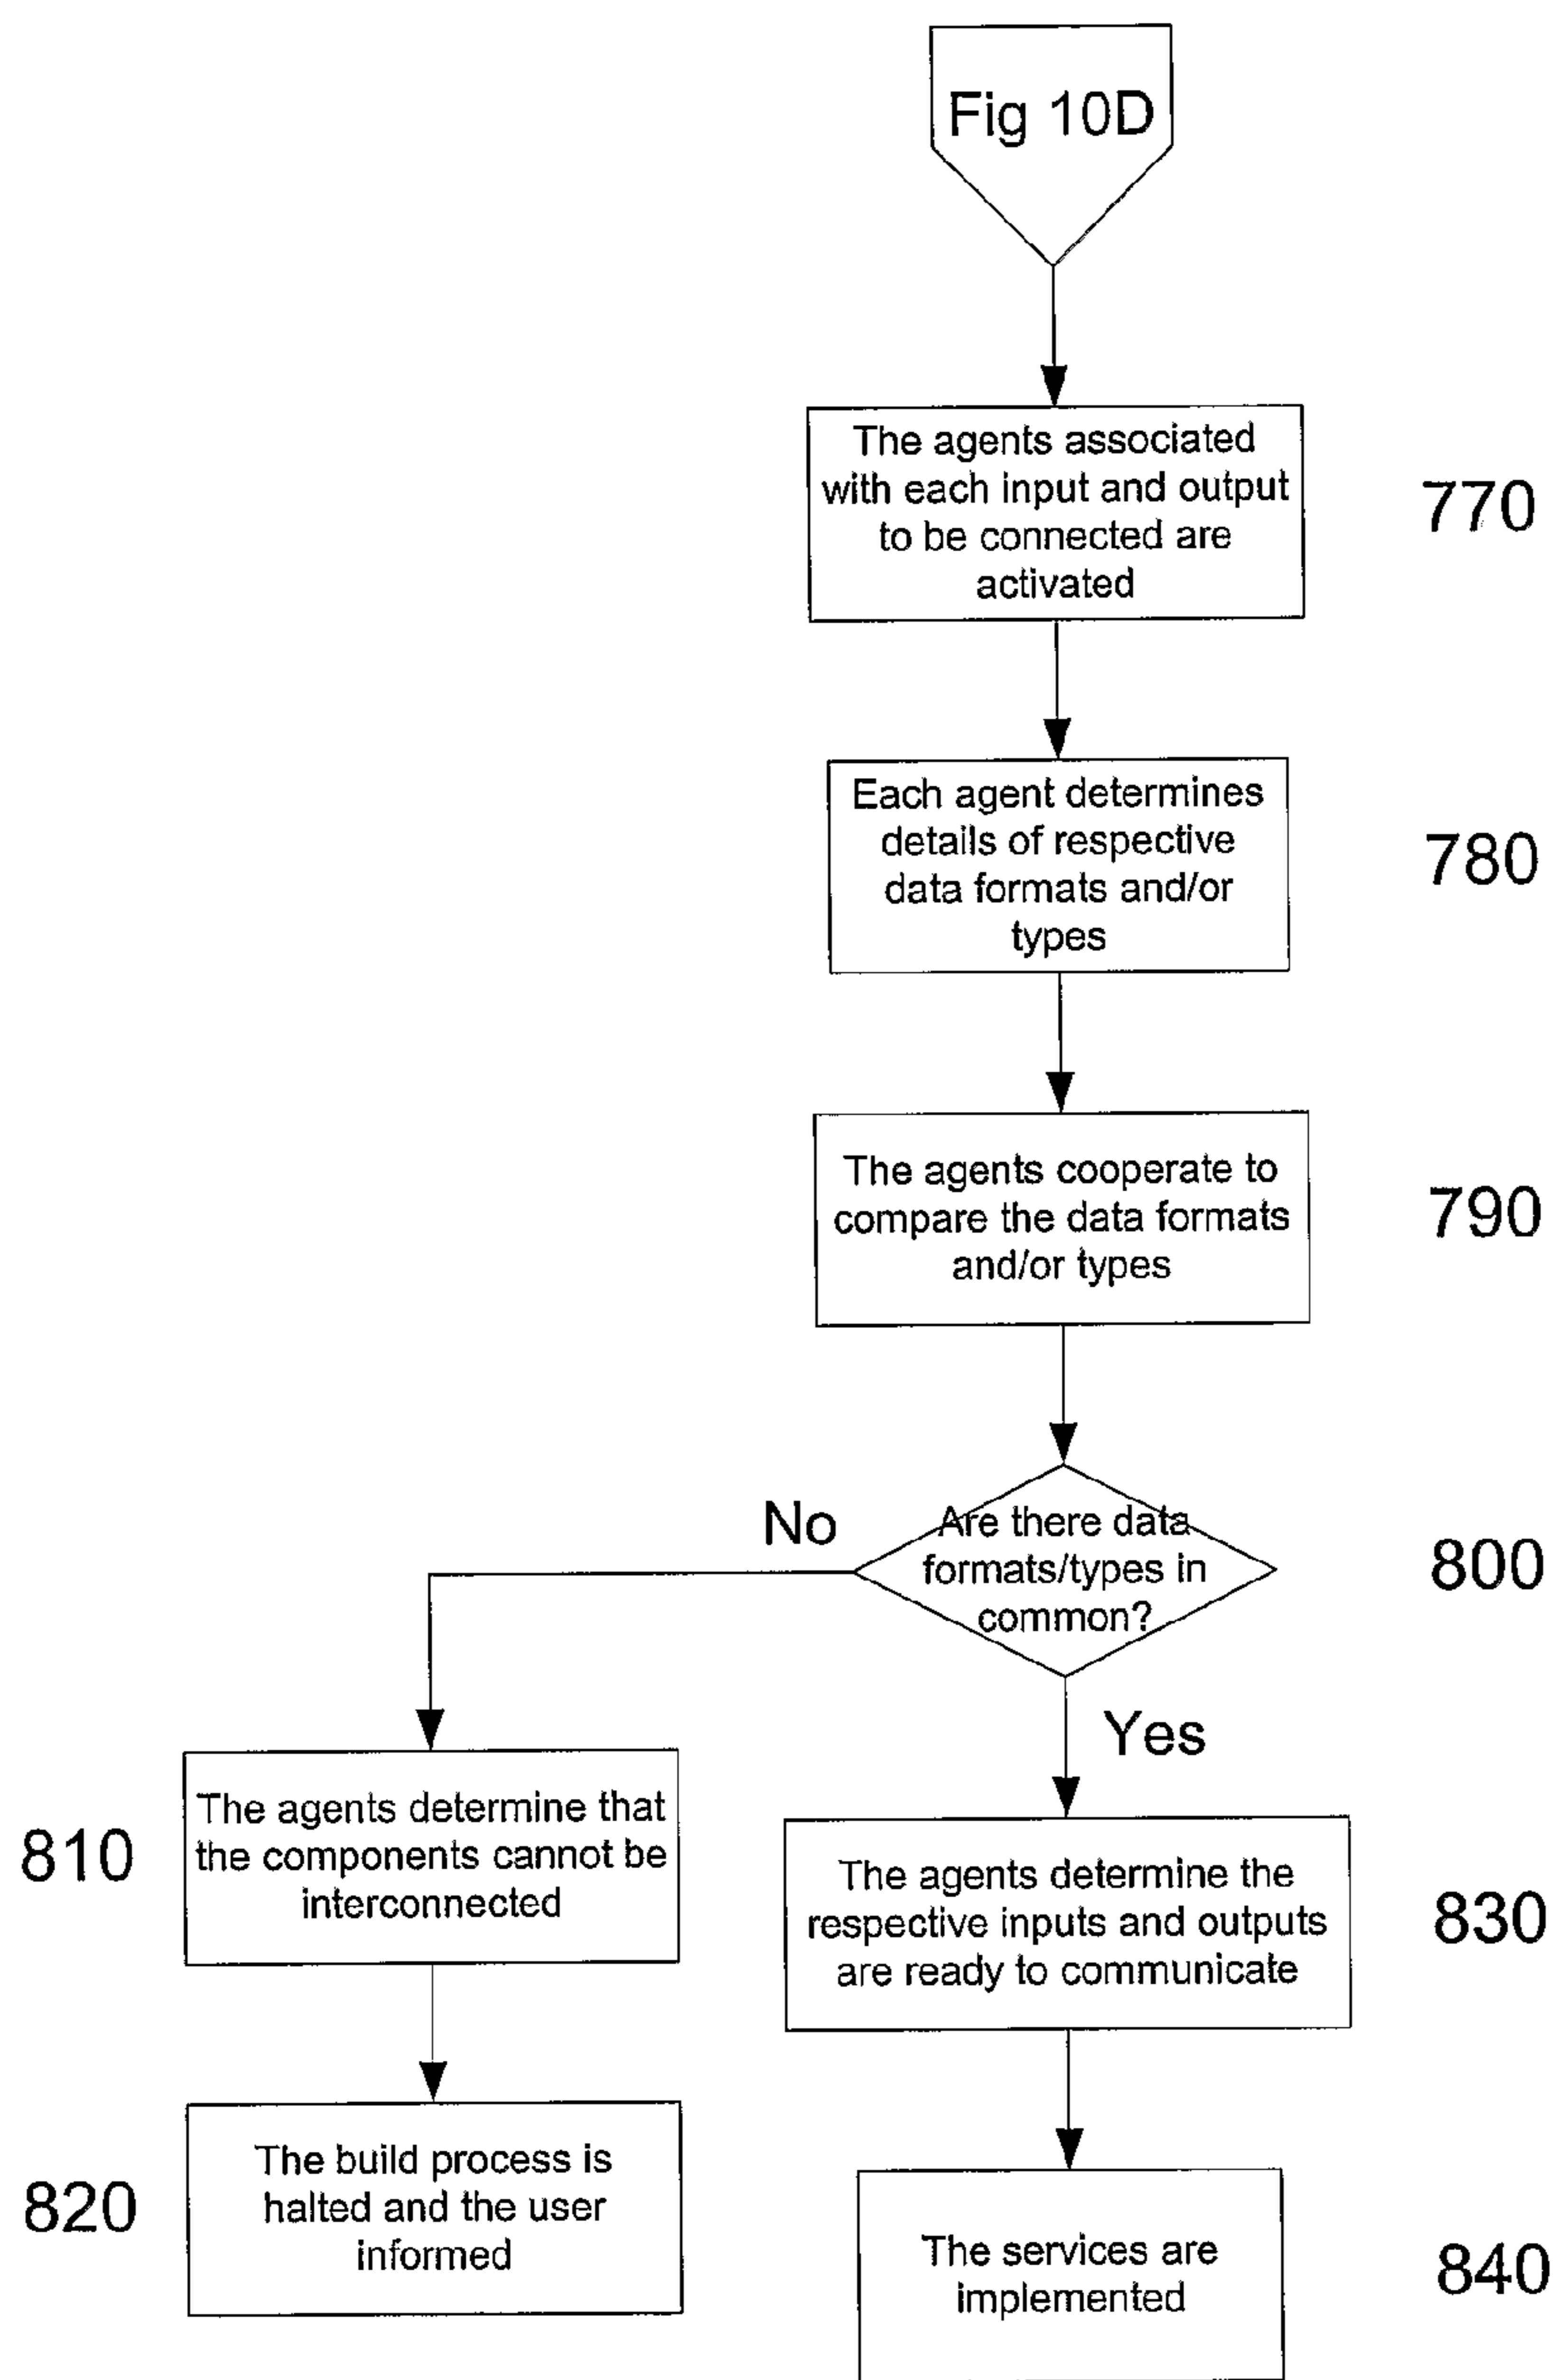 Fig 10D
The agents associated
with each input and output
to be connected are
activated
770
Each agent determines
details of respective
data formats and/or
types
780
The agents cooperate to
compare the data formats
and/or types
790
Are there data
formats/types in
common?
800
No
Yes
The agents determine that
the components cannot be
interconnected
810
The agents determine the
respective inputs and outputs
are ready to communicate
830
The build process is
halted and the user
informed
820
The services are
implemented
840